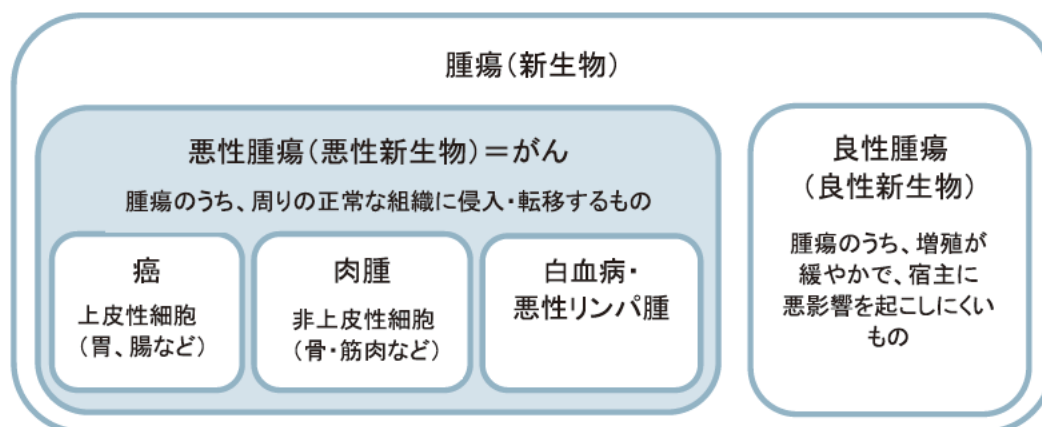 腫瘍(新生物)
悪性腫瘍(悪性新生物)=がん
腫瘍のうち、周りの正常な組織に侵入・転移するもの
癌
上皮性細胞
(胃、腸など)
肉腫
非上皮性細胞
(骨・筋肉など)
白血病・
悪性リンパ腫
良性腫瘍
(良性新生物)
腫瘍のうち、増殖が
緩やかで、宿主に
悪影響を起こしにくい
もの